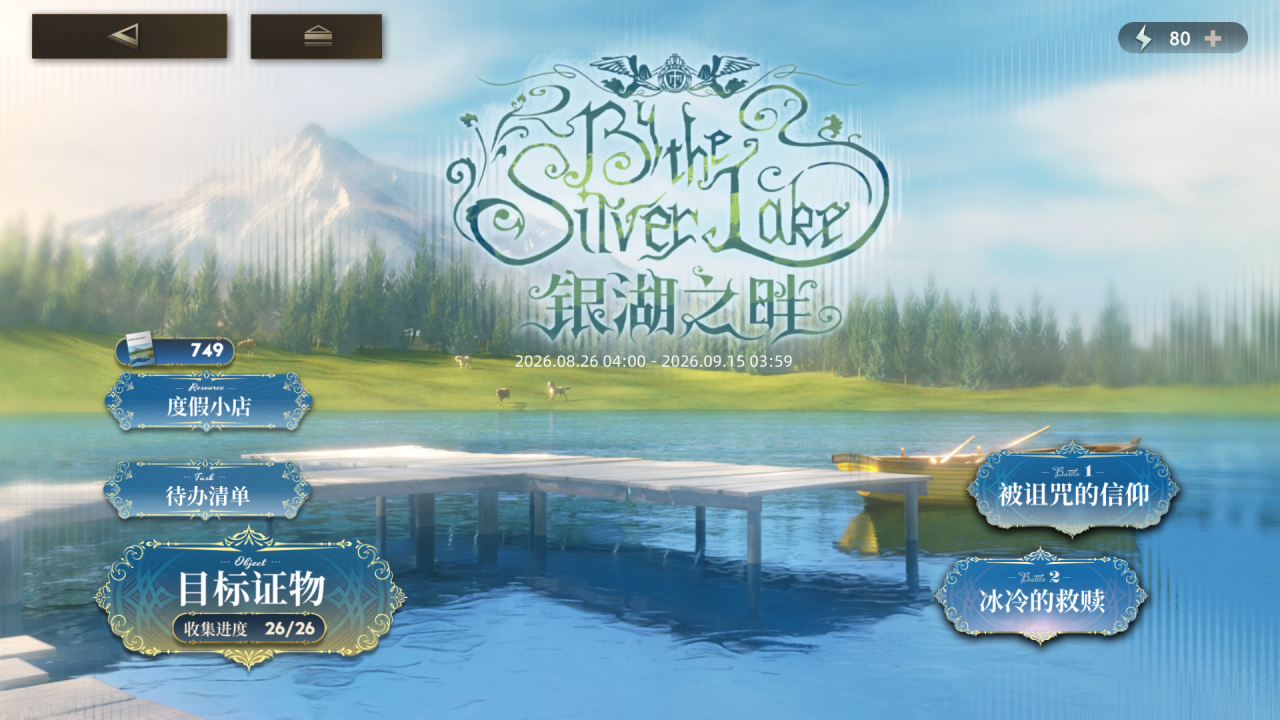 80
By the
Silver Lake
银湖之畔
2026.08.26 04:00 - 2026.09.15 03:59
749
Resource
度假小店
Task
待办清单
Object
目标证物
收集进度 26/26
Battle 1
被诅咒的信仰
Battle 2
冰冷的救赎